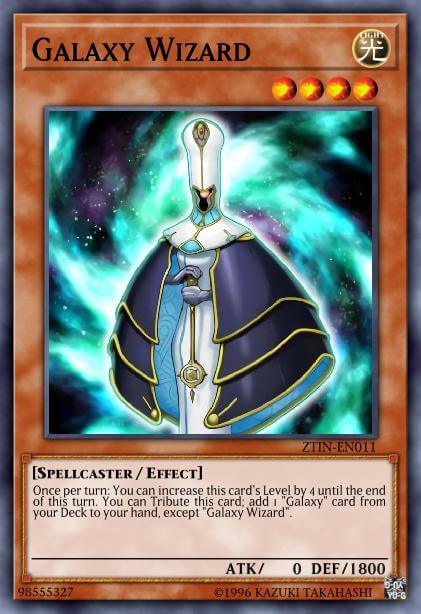 Galaxy Wizard
LIGHT
光
ZTIN-EN011
[Spellcaster / Effect]
Once per turn: You can increase this card's Level by 4 until the end
of this turn. You can Tribute this card; add 1 "Galaxy" card from
your Deck to your hand, except "Galaxy Wizard".
ATK/ 0 DEF/1800
98555327
©1996 KAZUKI TAKAHASHI